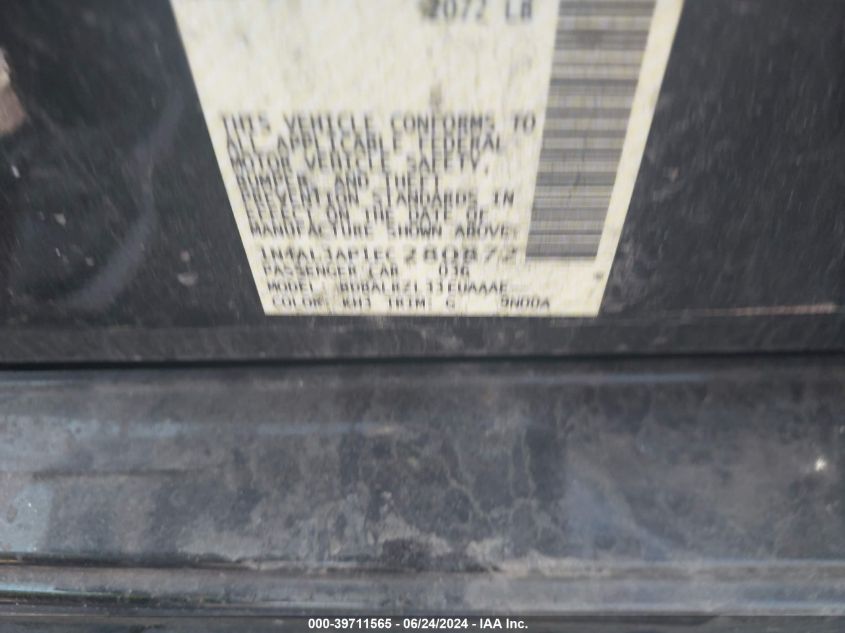 2072 LB
THIS VEHICLE CONFORMS TO
ALL APPLICABLE FEDERAL
MOTOR VEHICLE SAFETY,
BUMPER, AND THEFT
PREVENTION STANDARDS IN
EFFECT ON THE DATE OF
MANUFACTURE SHOWN ABOVE:
1N4AL3AP1EC280872
PASSENGER CAR 036
MODEL
COLOR: KH3 TRIM: G
000-39711565 - 06/24/2024 - IAA Inc.